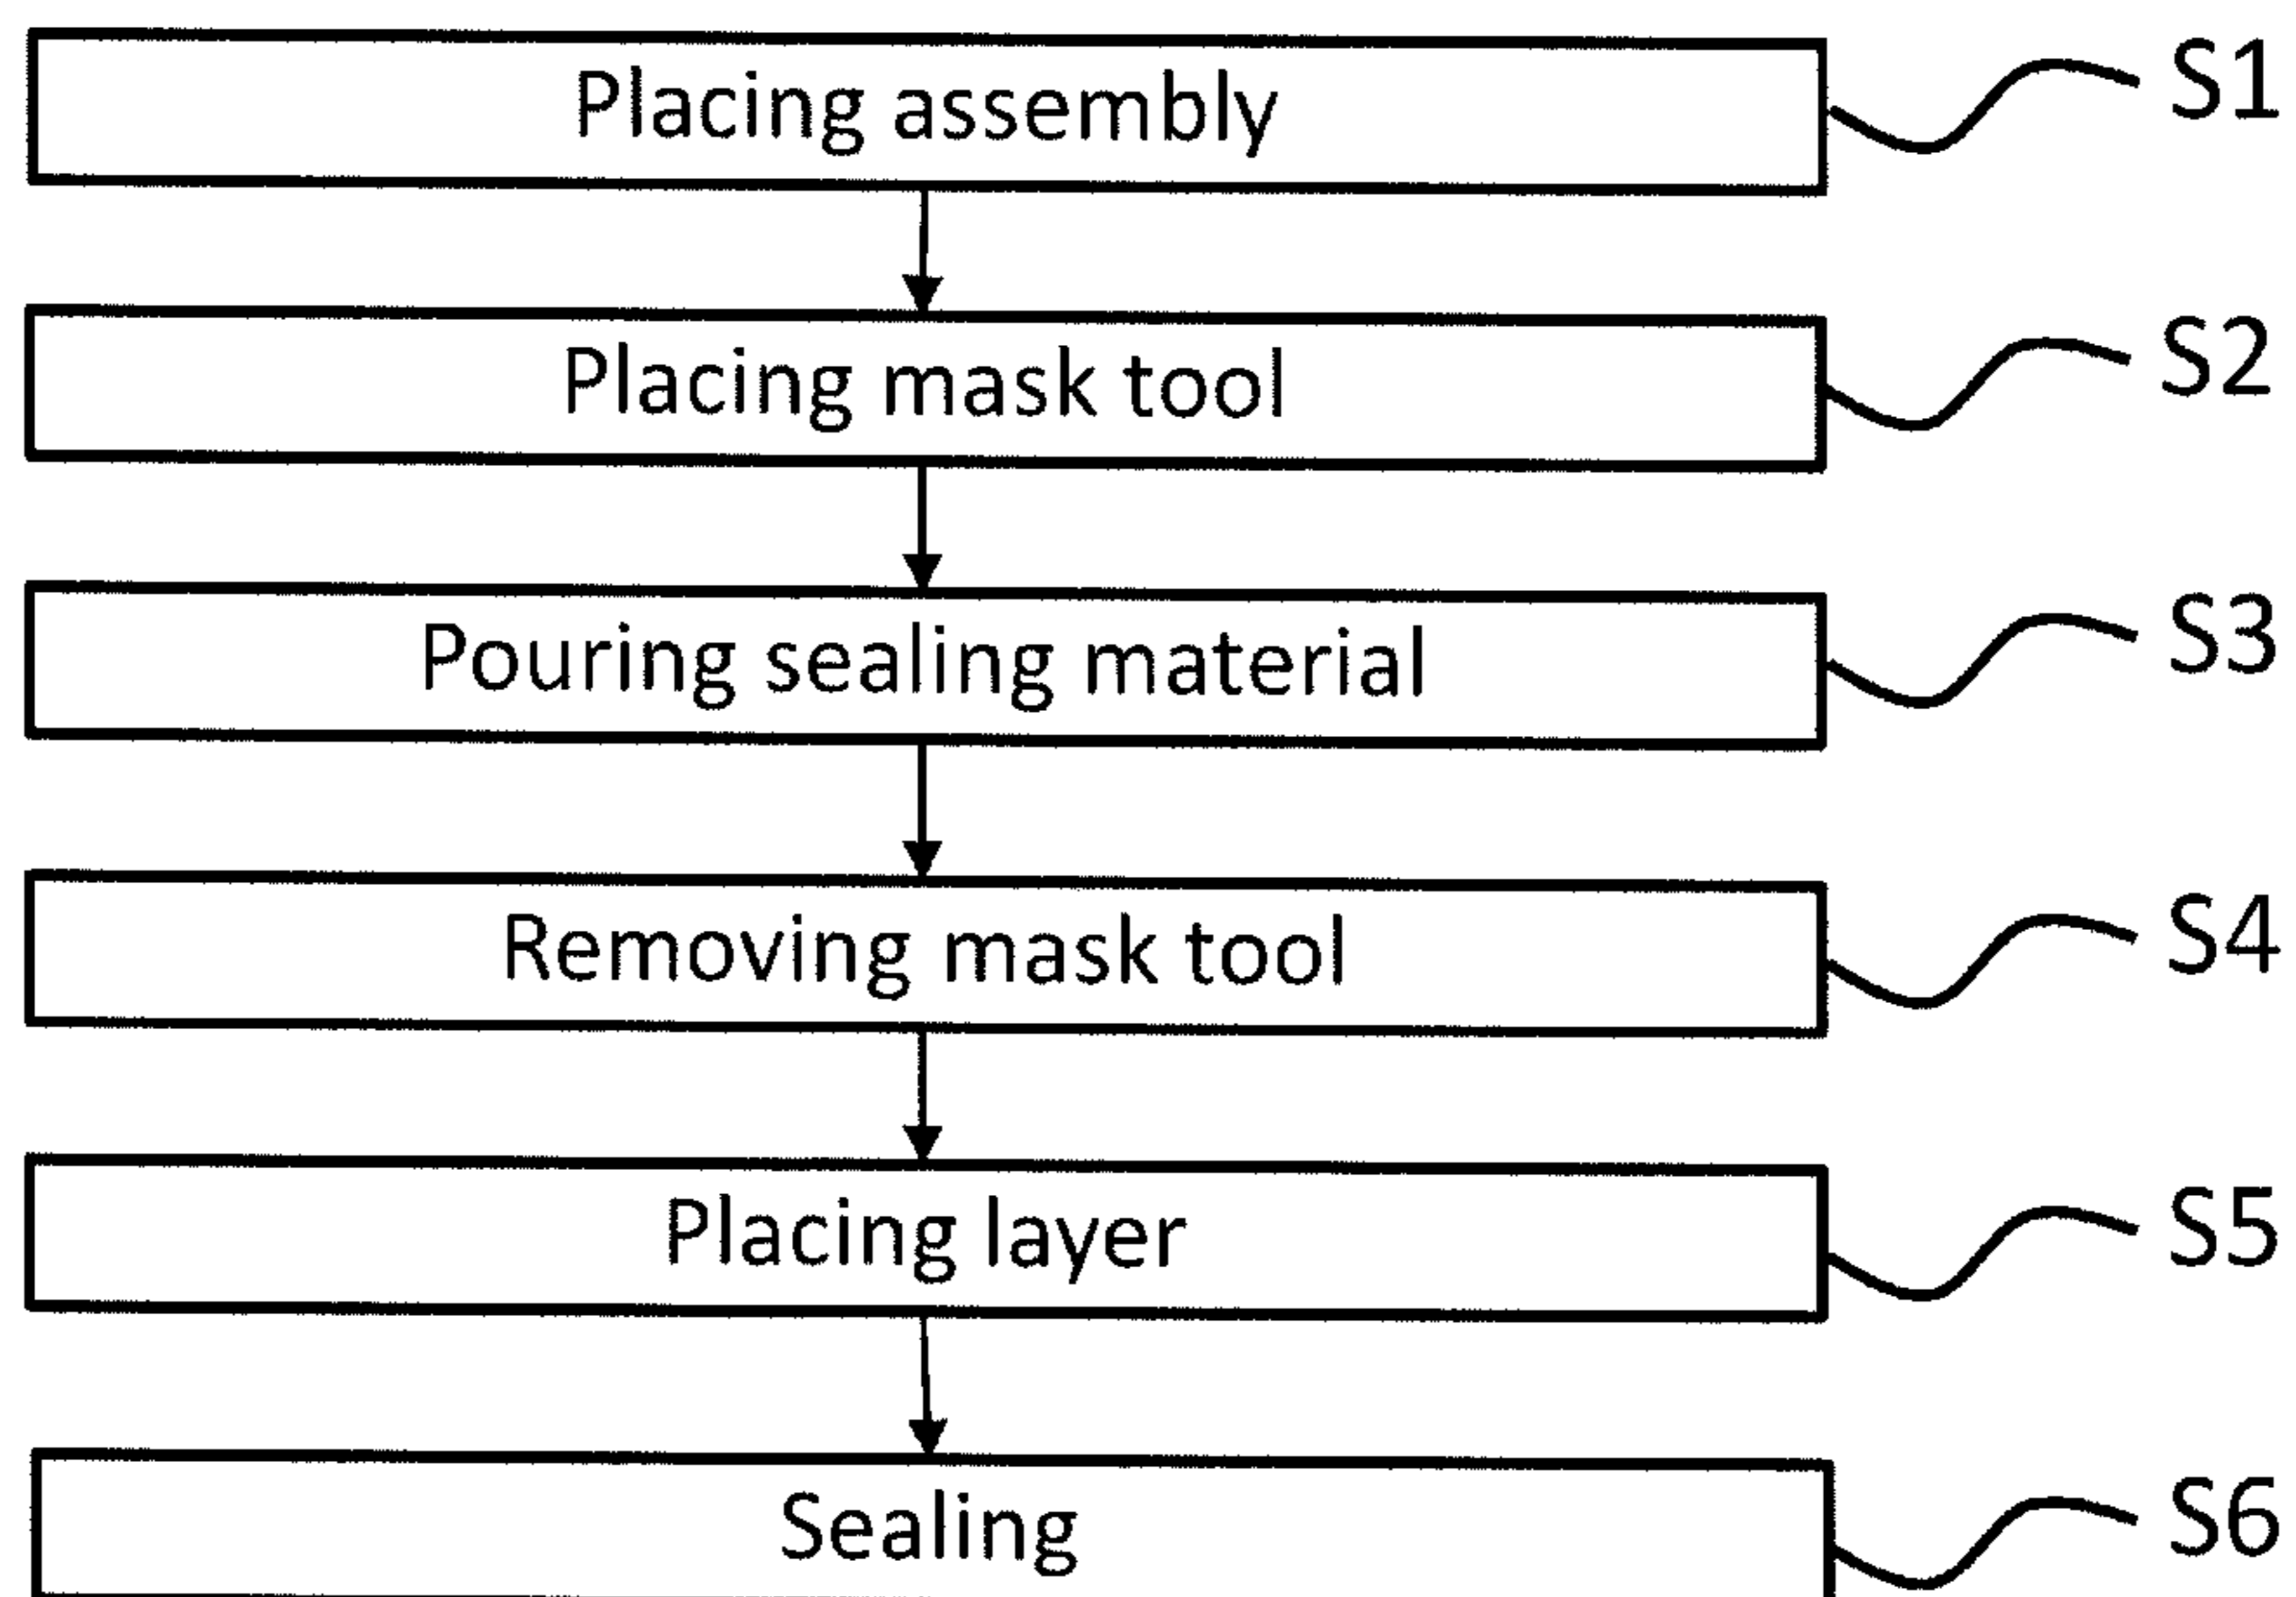 Placing assembly S1
Placing mask tool S2
Pouring sealing material S3
Removing mask tool S4
Placing layer S5
Sealing S6